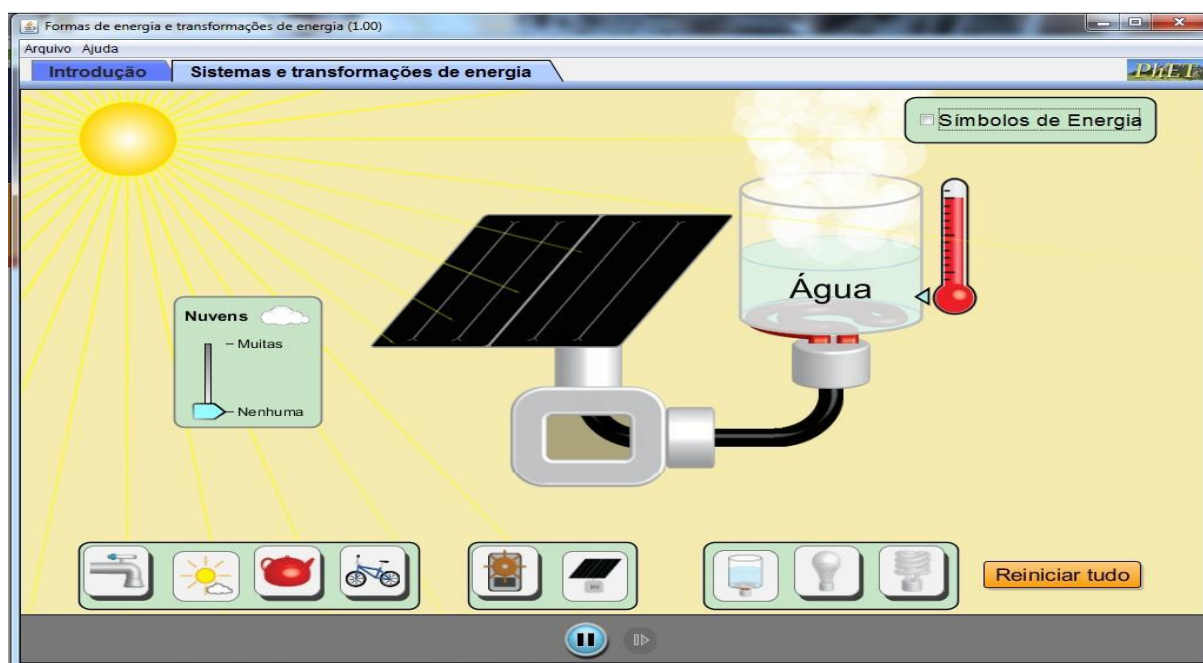 Formas de energia e transformações de energia (1.00)
Arquivo Ajuda
Introdução Sistemas e transformações de energia
PhET
Símbolos de Energia
Água
Nuvens
Muitas
Nenhuma
Reiniciar tudo